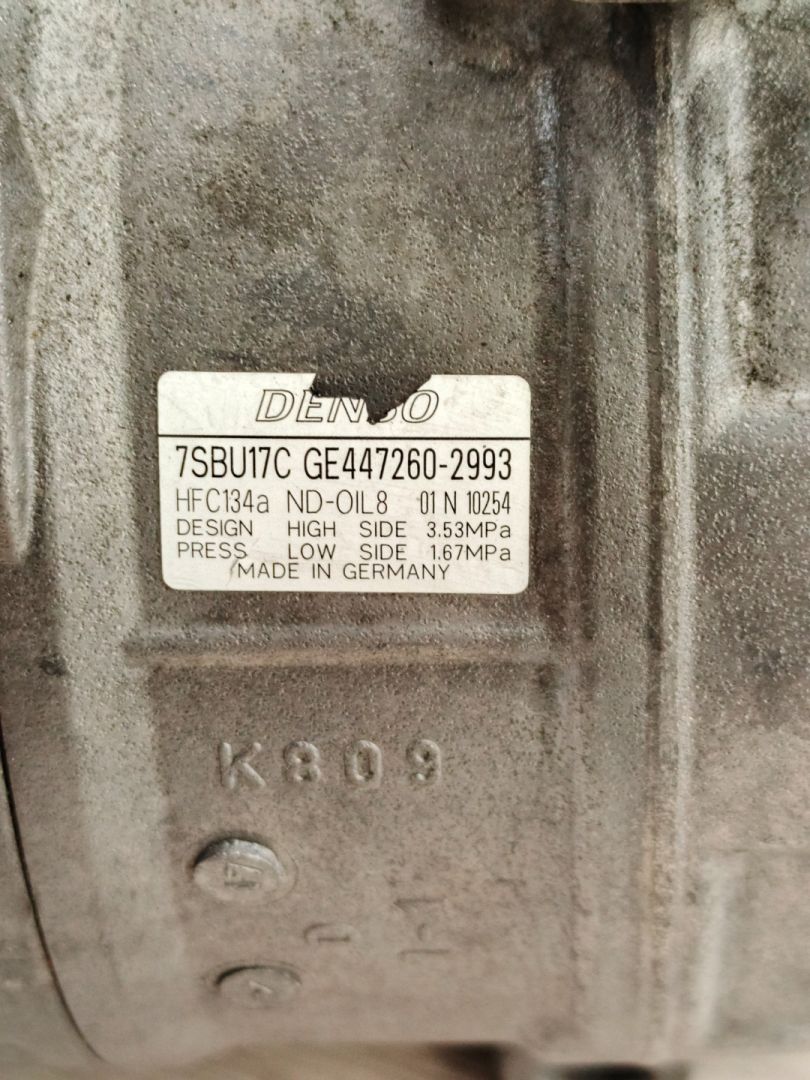 DENSO
7SBU17C GE447260-2993
HFC134a ND-OIL8 01 N 10254
DESIGN HIGH SIDE 3.53MPa
PRESS LOW SIDE 1.67MPa
MADE IN GERMANY
K809